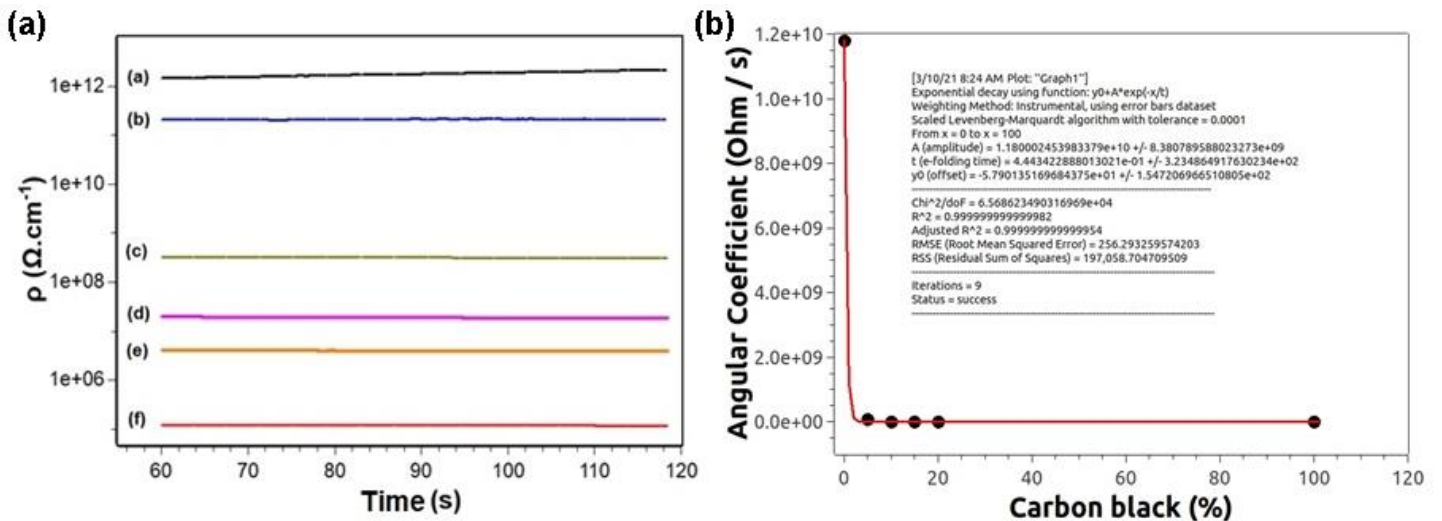 (a)
(a)
(b)
(c)
(d)
(e)
(f)
1e+12
1e+10
1e+08
1e+06
ρ (Ω.cm⁻¹)
60 70 80 90 100 110 120
Time (s)
(b)
1.2e+10
1.0e+10
8.0e+09
6.0e+09
4.0e+09
2.0e+09
0.0e+00
Angular Coefficient (Ohm / s)
[3/10/21 8:24 AM Plot: "Graph1"]
Exponential decay using function: y0+A*exp(-x/t)
Weighting Method: Instrumental, using error bars dataset
Scaled Levenberg-Marquardt algorithm with tolerance = 0.0001
From x = 0 to x = 100
A (amplitude) = 1.180002453983379e+10 +/- 8.380789588023273e+09
t (e-folding time) = 4.443422888013021e-01 +/- 3.234864917630234e+02
y0 (offset) = -5.790135169684375e+01 +/- 1.547206966510805e+02
Chi^2/doF = 6.568623490316969e+04
R^2 = 0.999999999999982
Adjusted R^2 = 0.999999999999954
RMSE (Root Mean Squared Error) = 256.293259574203
RSS (Residual Sum of Squares) = 197,058.704709509
Iterations = 9
Status = success
0 20 40 60 80 100 120
Carbon black (%)